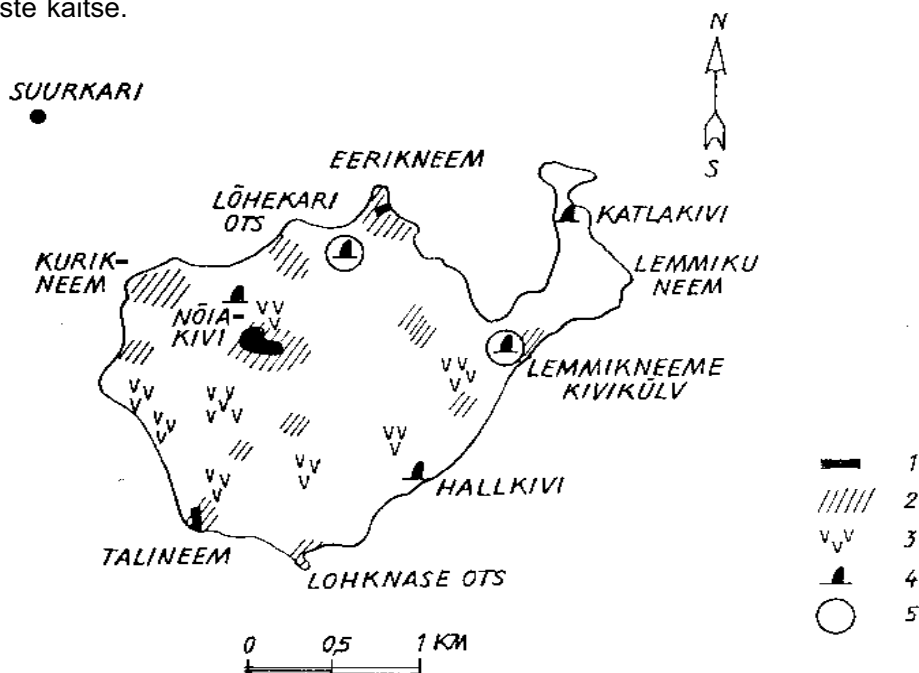 ste kaitse.
N
SUURKARI
S
EERIKNEEM
LÕHEKARI
OTS
KATLAKIVI
KURIK-
NEEM
LEMMIKU
NEEM
NÕIA-
KIVI
LEMMIKNEEME
KIVIKÜLV
HALLKIVI
TALINEEM
LOHKNASE OTS
1
2
3
4
5
0 0,5 1 KM